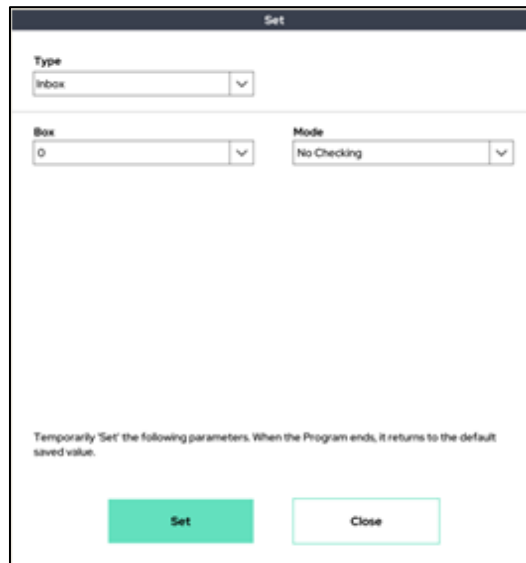 Set
Type
Inbox
Box
Mode
0
No Checking
Temporarily 'Set' the following parameters. When the Program ends, it returns to the default
saved value.
Set
Close